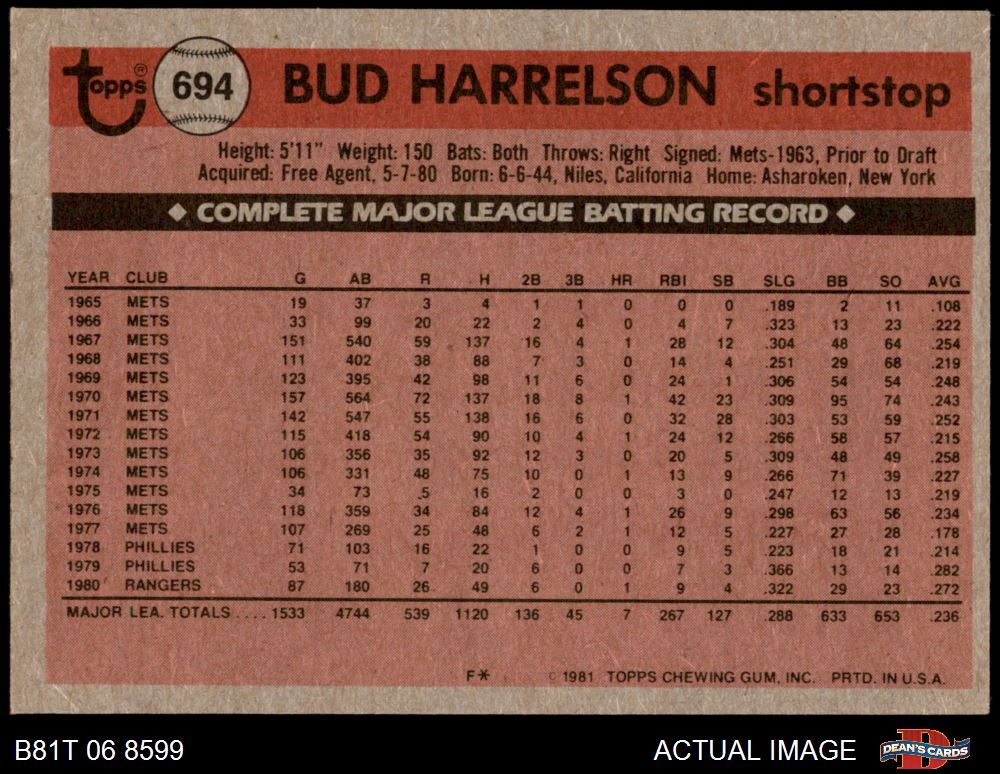 Topps® 694 BUD HARRELSON shortstop
Height: 5'11" Weight: 150 Bats: Both Throws: Right Signed: Mets-1963, Prior to Draft
Acquired: Free Agent, 5-7-80 Born: 6-6-44, Niles, California Home: Asharoken, New York
◆ COMPLETE MAJOR LEAGUE BATTING RECORD ◆
YEAR CLUB G AB R H 2B 3B HR RBI SB SLG BB SO AVG
1965 METS 19 37 3 4 1 1 0 0 0 .189 2 11 .108
1966 METS 33 99 20 22 2 4 0 4 7 .323 13 23 .222
1967 METS 151 540 59 137 16 4 1 28 12 .304 48 64 .254
1968 METS 111 402 38 88 7 3 0 14 4 .251 29 68 .219
1969 METS 123 395 42 98 11 6 0 24 1 .306 54 54 .248
1970 METS 157 564 72 137 18 8 1 42 23 .309 95 74 .243
1971 METS 142 547 55 138 16 6 0 32 28 .303 53 59 .252
1972 METS 115 418 54 90 10 4 1 24 12 .266 58 57 .215
1973 METS 106 356 35 92 12 3 0 20 5 .309 48 49 .258
1974 METS 106 331 48 75 10 0 1 13 9 .266 71 39 .227
1975 METS 34 73 5 16 2 0 0 3 0 .247 12 13 .219
1976 METS 118 359 34 84 12 4 1 26 9 .298 63 56 .234
1977 METS 107 269 25 48 6 2 1 12 5 .227 27 28 .178
1978 PHILLIES 71 103 16 22 1 0 0 9 5 .223 18 21 .214
1979 PHILLIES 53 71 7 20 6 0 0 7 3 .366 13 14 .282
1980 RANGERS 87 180 26 49 6 0 1 9 4 .322 29 23 .272
MAJOR LEA. TOTALS .... 1533 4744 539 1120 136 45 7 267 127 .288 633 653 .236
F* © 1981 TOPPS CHEWING GUM, INC. PRTD. IN U.S.A.
B81T 06 8599 ACTUAL IMAGE DEAN'S CARDS